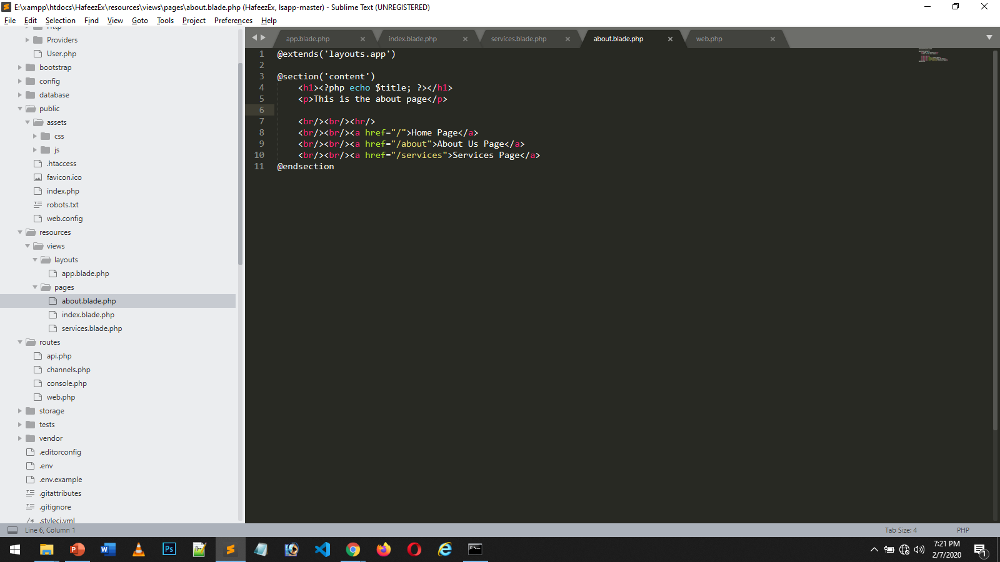 E:\xampp\htdocs\HafeezEx\resources\views\pages\about.blade.php (HafeezEx, lsapp-master) - Sublime Text (UNREGISTERED)
File Edit Selection Find View Goto Tools Project Preferences Help
Http
Providers
User.php
bootstrap
config
database
public
assets
css
js
.htaccess
favicon.ico
index.php
robots.txt
web.config
resources
views
layouts
app.blade.php
pages
about.blade.php
index.blade.php
services.blade.php
routes
api.php
channels.php
console.php
web.php
storage
tests
vendor
.editorconfig
.env
.env.example
.gitattributes
.gitignore
.styleci.yml
app.blade.php index.blade.php services.blade.php about.blade.php web.php
1 @extends('layouts.app')
2
3 @section('content')
4 <h1><?php echo $title; ?></h1>
5 <p>This is the about page</p>
6
7 <br/><br/><hr/>
8 <br/><br/><a href="/">Home Page</a>
9 <br/><br/><a href="/about">About Us Page</a>
10 <br/><br/><a href="/services">Services Page</a>
11 @endsection
Line 6, Column 1 Tab Size: 4 PHP
7:21 PM
2/7/2020
1